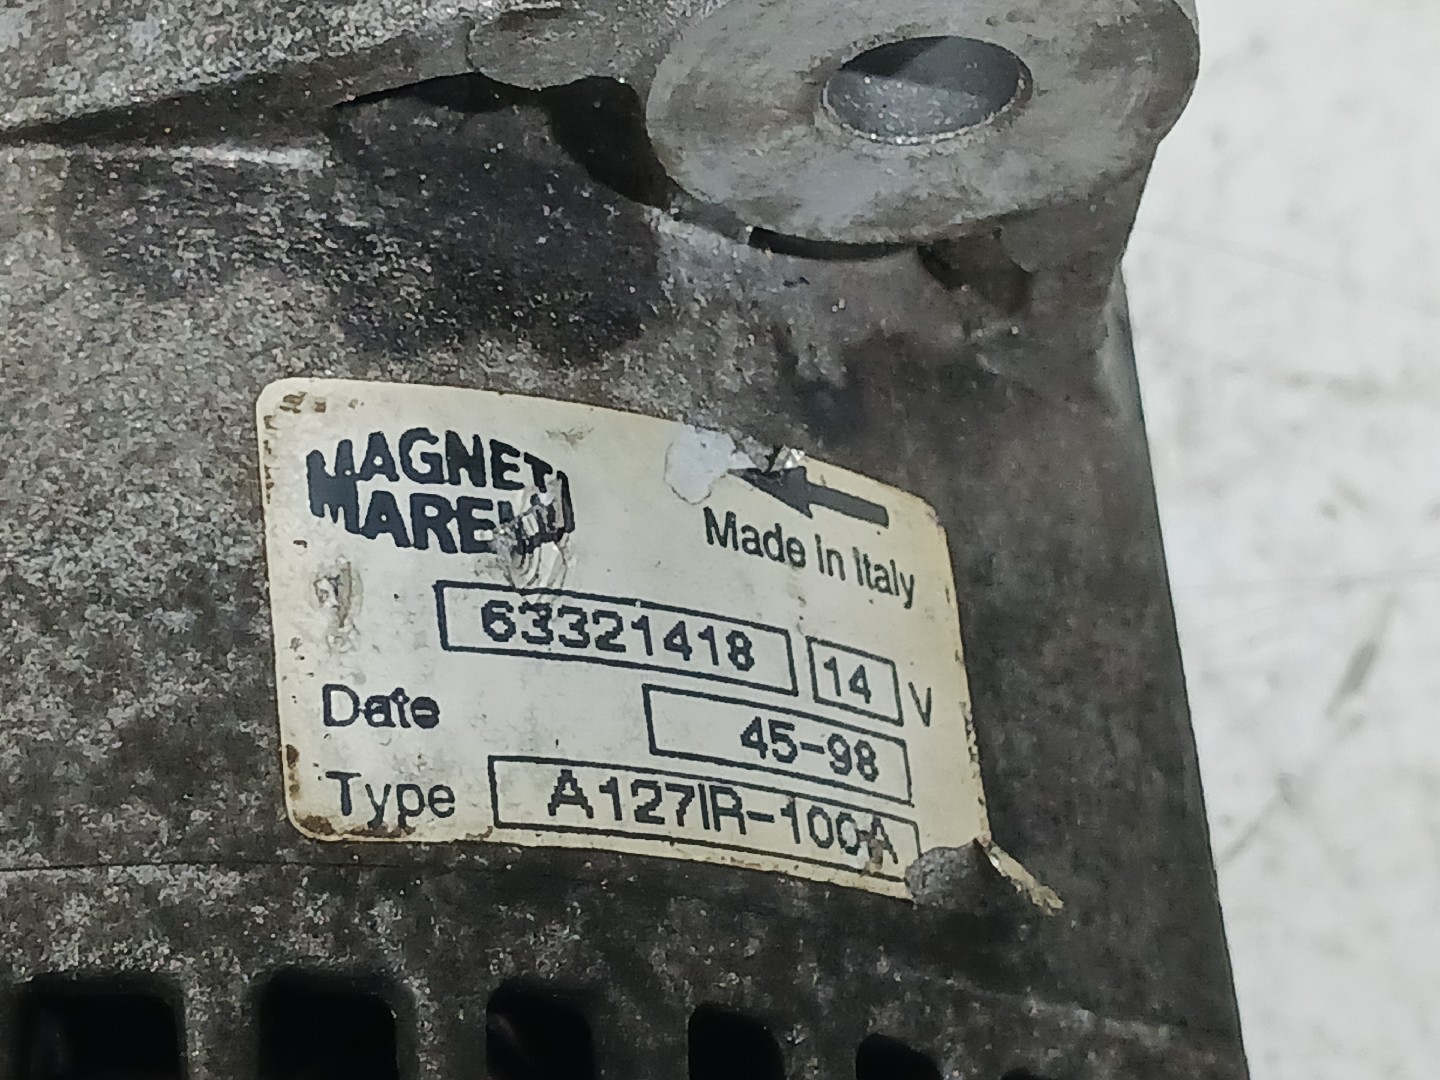 MAGNETI
MARELLI
Made in Italy
63321418 14 V
Date 45-98
Type A127IR-100A